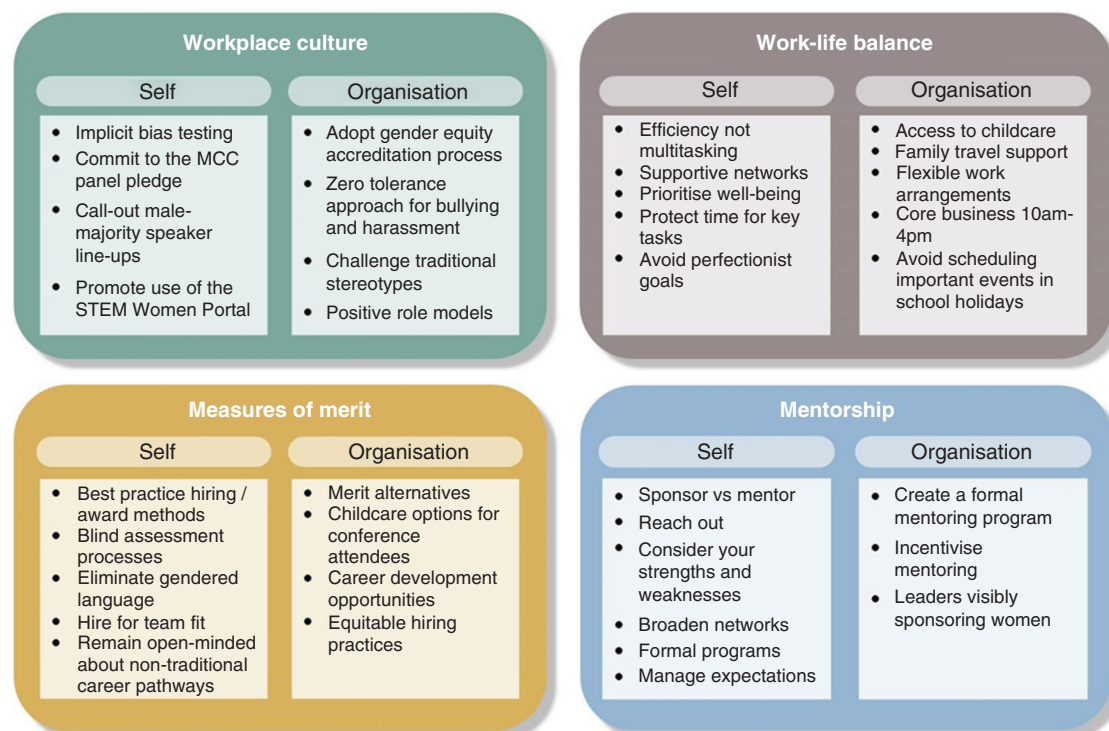 Workplace culture
Self
• Implicit bias testing
• Commit to the MCC
panel pledge
• Call-out male-
majority speaker
line-ups
• Promote use of the
STEM Women Portal
Organisation
• Adopt gender equity
accreditation process
• Zero tolerance
approach for bullying
and harassment
• Challenge traditional
stereotypes
• Positive role models
Work-life balance
Self
• Efficiency not
multitasking
• Supportive networks
• Prioritise well-being
• Protect time for key
tasks
• Avoid perfectionist
goals
Organisation
• Access to childcare
• Family travel support
• Flexible work
arrangements
• Core business 10am-
4pm
• Avoid scheduling
important events in
school holidays
Measures of merit
Self
• Best practice hiring /
award methods
• Blind assessment
processes
• Eliminate gendered
language
• Hire for team fit
• Remain open-minded
about non-traditional
career pathways
Organisation
• Merit alternatives
• Childcare options for
conference
attendees
• Career development
opportunities
• Equitable hiring
practices
Mentorship
Self
• Sponsor vs mentor
• Reach out
• Consider your
strengths and
weaknesses
• Broaden networks
• Formal programs
• Manage expectations
Organisation
• Create a formal
mentoring program
• Incentivise
mentoring
• Leaders visibly
sponsoring women